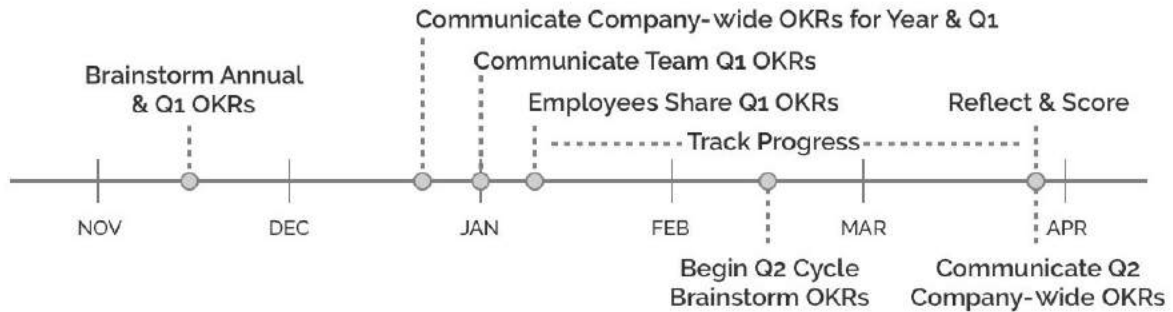 Communicate Company-wide OKRs for Year & Q1
Communicate Team Q1 OKRs
Brainstorm Annual
& Q1 OKRs
Employees Share Q1 OKRs
Reflect & Score
Track Progress
NOV
DEC
JAN
FEB
MAR
APR
Begin Q2 Cycle
Brainstorm OKRs
Communicate Q2
Company-Wide OKRs